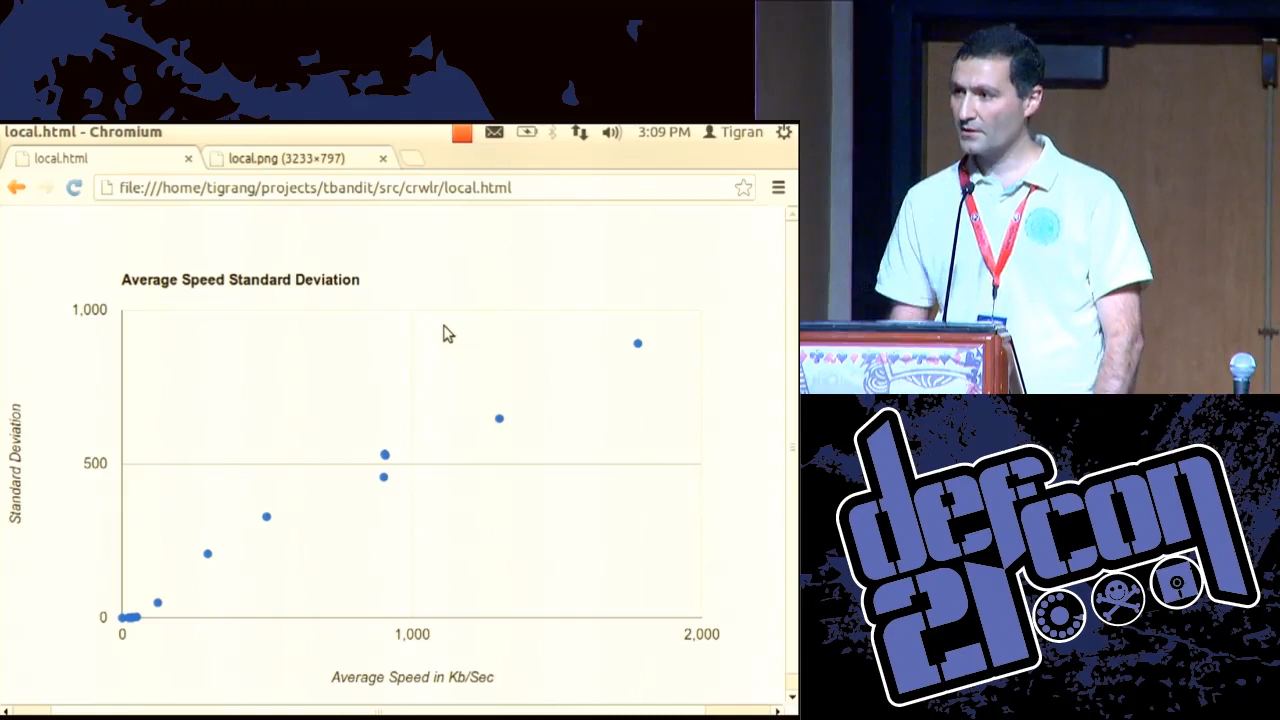 local.html - Chromium
3:09 PM
Tigran
local.html
local.png (3233×797)
file:///home/tigrang/projects/tbandit/src/crwlr/local.html
Average Speed Standard Deviation
1,000
500
0
Standard Deviation
0
1,000
2,000
Average Speed in Kb/Sec
defcon
21